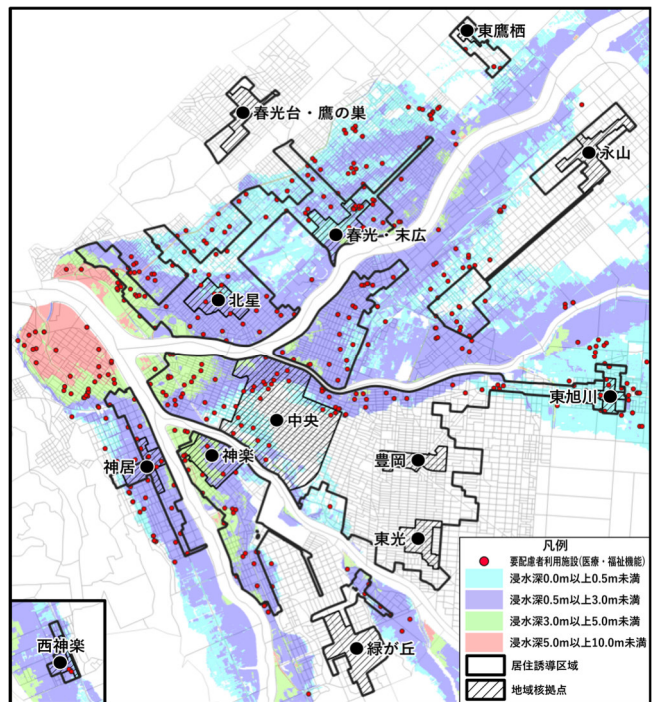 東鷹栖
春光台・鷹の巣
永山
春光・末広
北星
東旭川
中央
神楽
豊岡
神居
東光
緑が丘
西神楽
凡例
要配慮者利用施設(医療・福祉機能)
浸水深0.0m以上0.5m未満
浸水深0.5m以上3.0m未満
浸水深3.0m以上5.0m未満
浸水深5.0m以上10.0m未満
居住誘導区域
地域核拠点